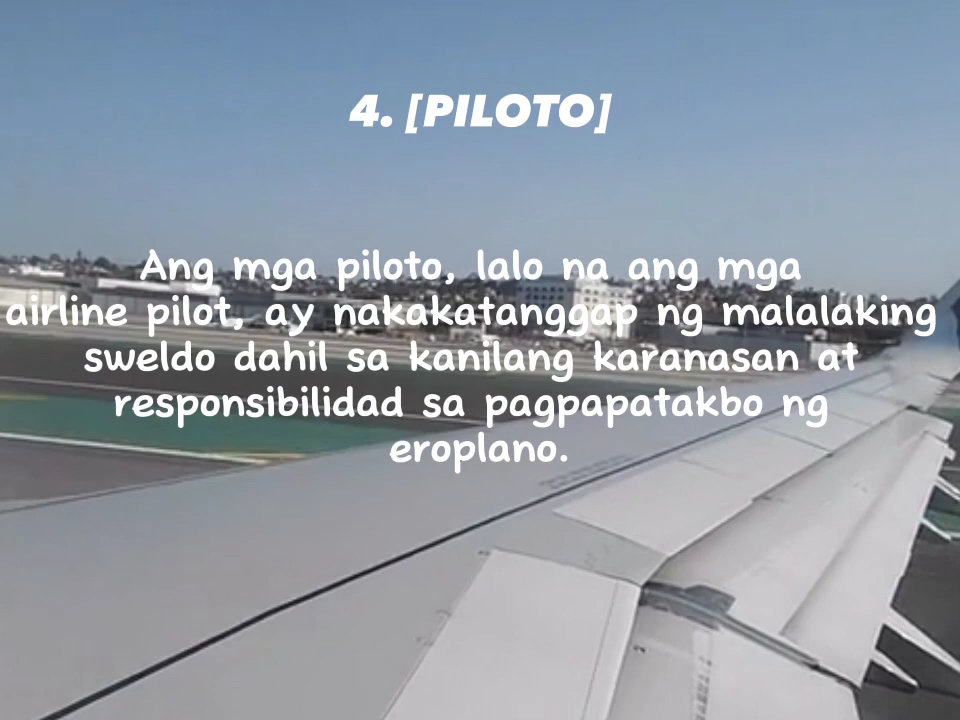 4. [PILOTO]
Ang mga piloto, lalo na ang mga
airline pilot, ay nakakatanggap ng malalaking
sweldo dahil sa kanilang karanasan at
responsibilidad sa pagpapatakbo ng
eroplano.